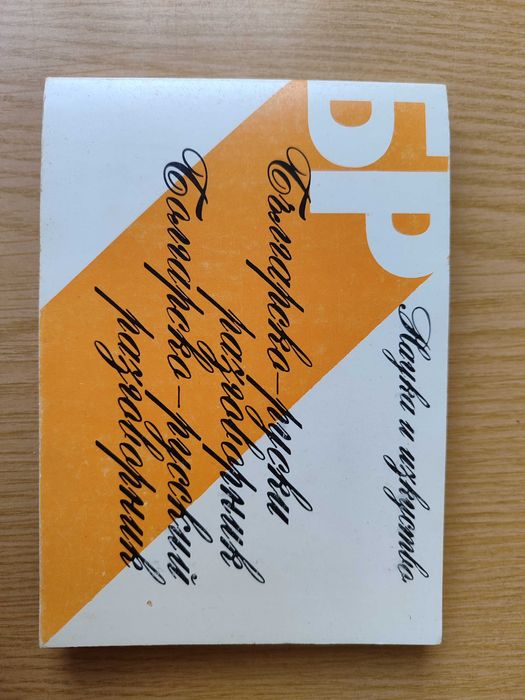 БР
Наука и изкуство
Българско-руски
разговорник
Болгарско-русский
разговорник